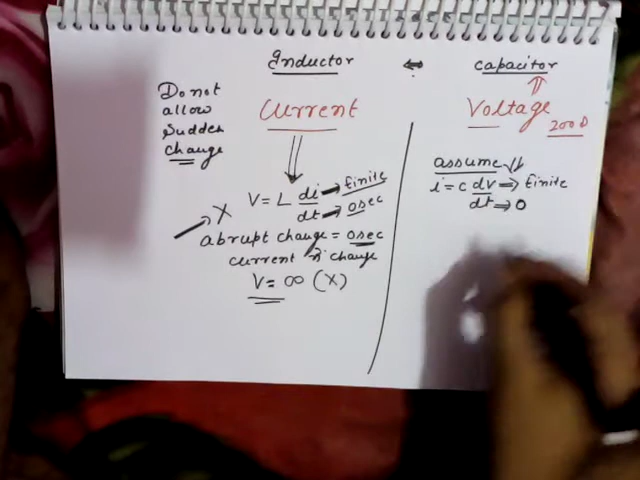 Inductor ⇔ capacitor
Do not
allow
sudden
change
Current
Voltage
V = L di → finite
dt → 0sec
X
abrupt change = 0sec
current change
V = ∞ (X)
assume
i = c dv ⇒ finite
dt ⇒ 0